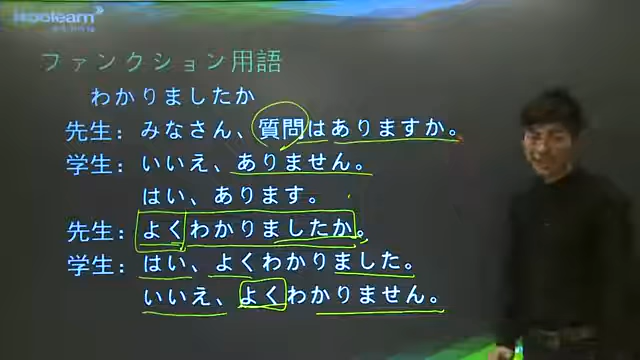 koolearn
ファンクション用語
わかりましたか
先生：みなさん、質問はありますか。
学生：いいえ、ありません。
はい、あります。
先生：よくわかりましたか。
学生：はい、よくわかりました。
いいえ、よくわかりません。